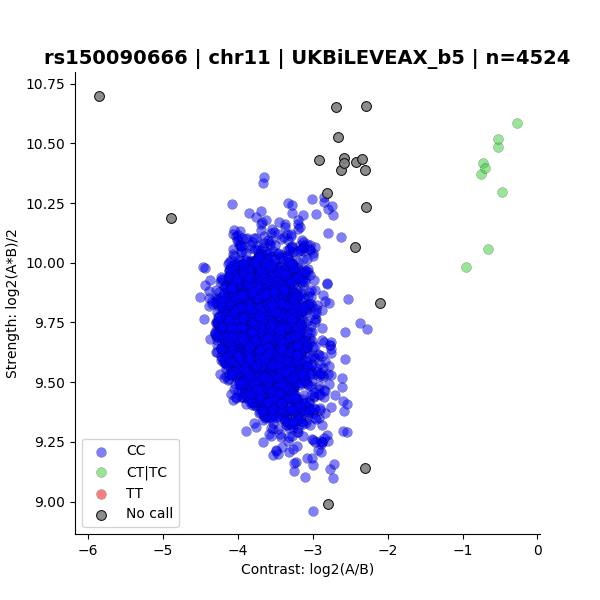 rs150090666 | chr11 | UKBiLEVEAX_b5 | n=4524
Strength: log2(A*B)/2
10.75
10.50
10.25
10.00
9.75
9.50
9.25
9.00
CC
CT|TC
TT
No call
−6 −5 −4 −3 −2 −1 0
Contrast: log2(A/B)